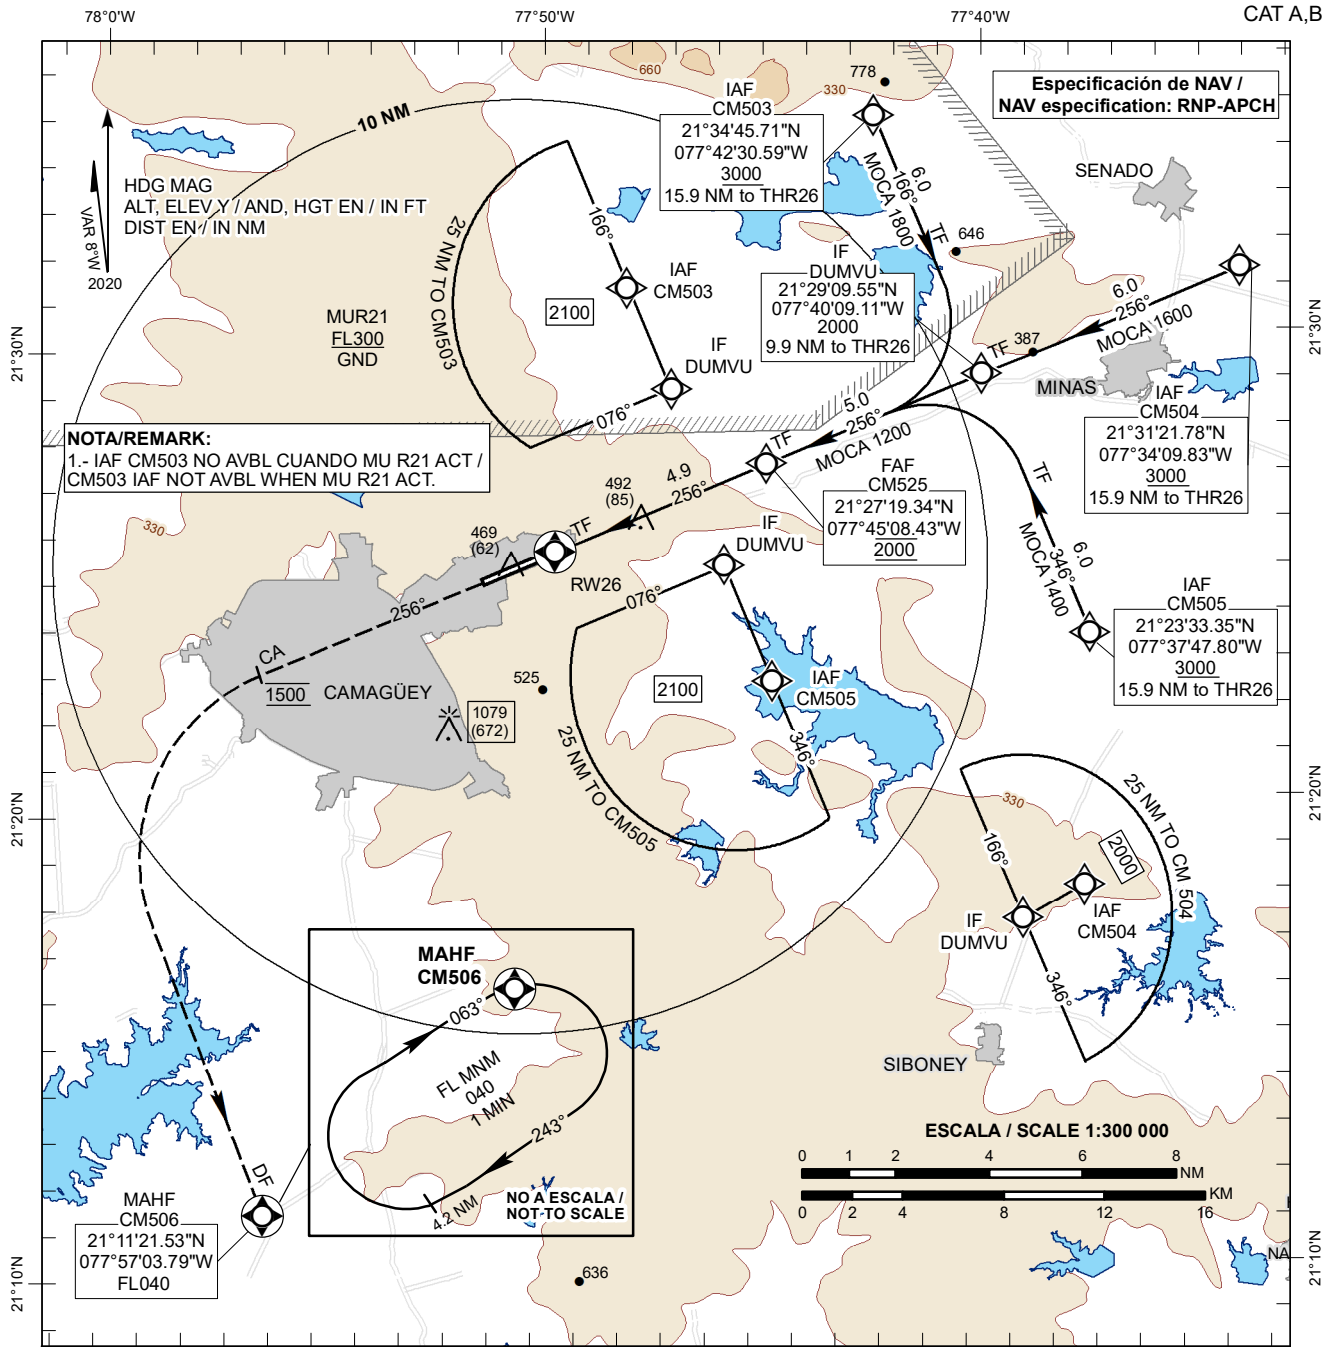 78°0'W
77°50'W
77°40'W
CAT A,B
Especificación de NAV /
NAV especification: RNP-APCH
660
330
778
10 NM
IAF
CM503
21°34'45.71"N
077°42'30.59"W
3000
15.9 NM to THR26
6.0
166°
TF
MOCA 1800
646
SENADO
VAR 8°W
2020
HDG MAG
ALT, ELEV Y / AND, HGT EN / IN FT
DIST EN / IN NM
166°
25 NM TO CM503
IAF
CM503
2100
IF
DUMVU
076°
MUR21
FL300
GND
IF
DUMVU
21°29'09.55"N
077°40'09.11"W
2000
9.9 NM to THR26
6.0
256°
MOCA 1600
TF
387
MINAS
21°30'N
21°30'N
IAF
CM504
21°31'21.78"N
077°34'09.83"W
3000
15.9 NM to THR26
5.0
256°
MOCA 1200
TF
NOTA/REMARK:
1.- IAF CM503 NO AVBL CUANDO MU R21 ACT /
CM503 IAF NOT AVBL WHEN MU R21 ACT.
FAF
CM525
21°27'19.34"N
077°45'08.43"W
2000
4.9
256°
TF
492
(85)
469
(62)
330
RW26
TF
6.0
346°
MOCA 1400
IAF
CM505
21°23'33.35"N
077°37'47.80"W
3000
15.9 NM to THR26
IF
DUMVU
076°
256°
CA
1500
CAMAGÜEY
525
1079
(672)
2100
IAF
CM505
346°
25 NM TO CM505
21°20'N
21°20'N
330
25 NM TO CM 504
2000
166°
IAF
CM504
IF
DUMVU
346°
SIBONEY
MAHF
CM506
063°
FL MNM
040
1 MIN
243°
4.2 NM
NO A ESCALA /
NOT TO SCALE
ESCALA / SCALE 1:300 000
0 1 2 4 6 8 NM
KM
0 2 4 8 12 16
DF
MAHF
CM506
21°11'21.53"N
077°57'03.79"W
FL040
636
NA
21°10'N
21°10'N